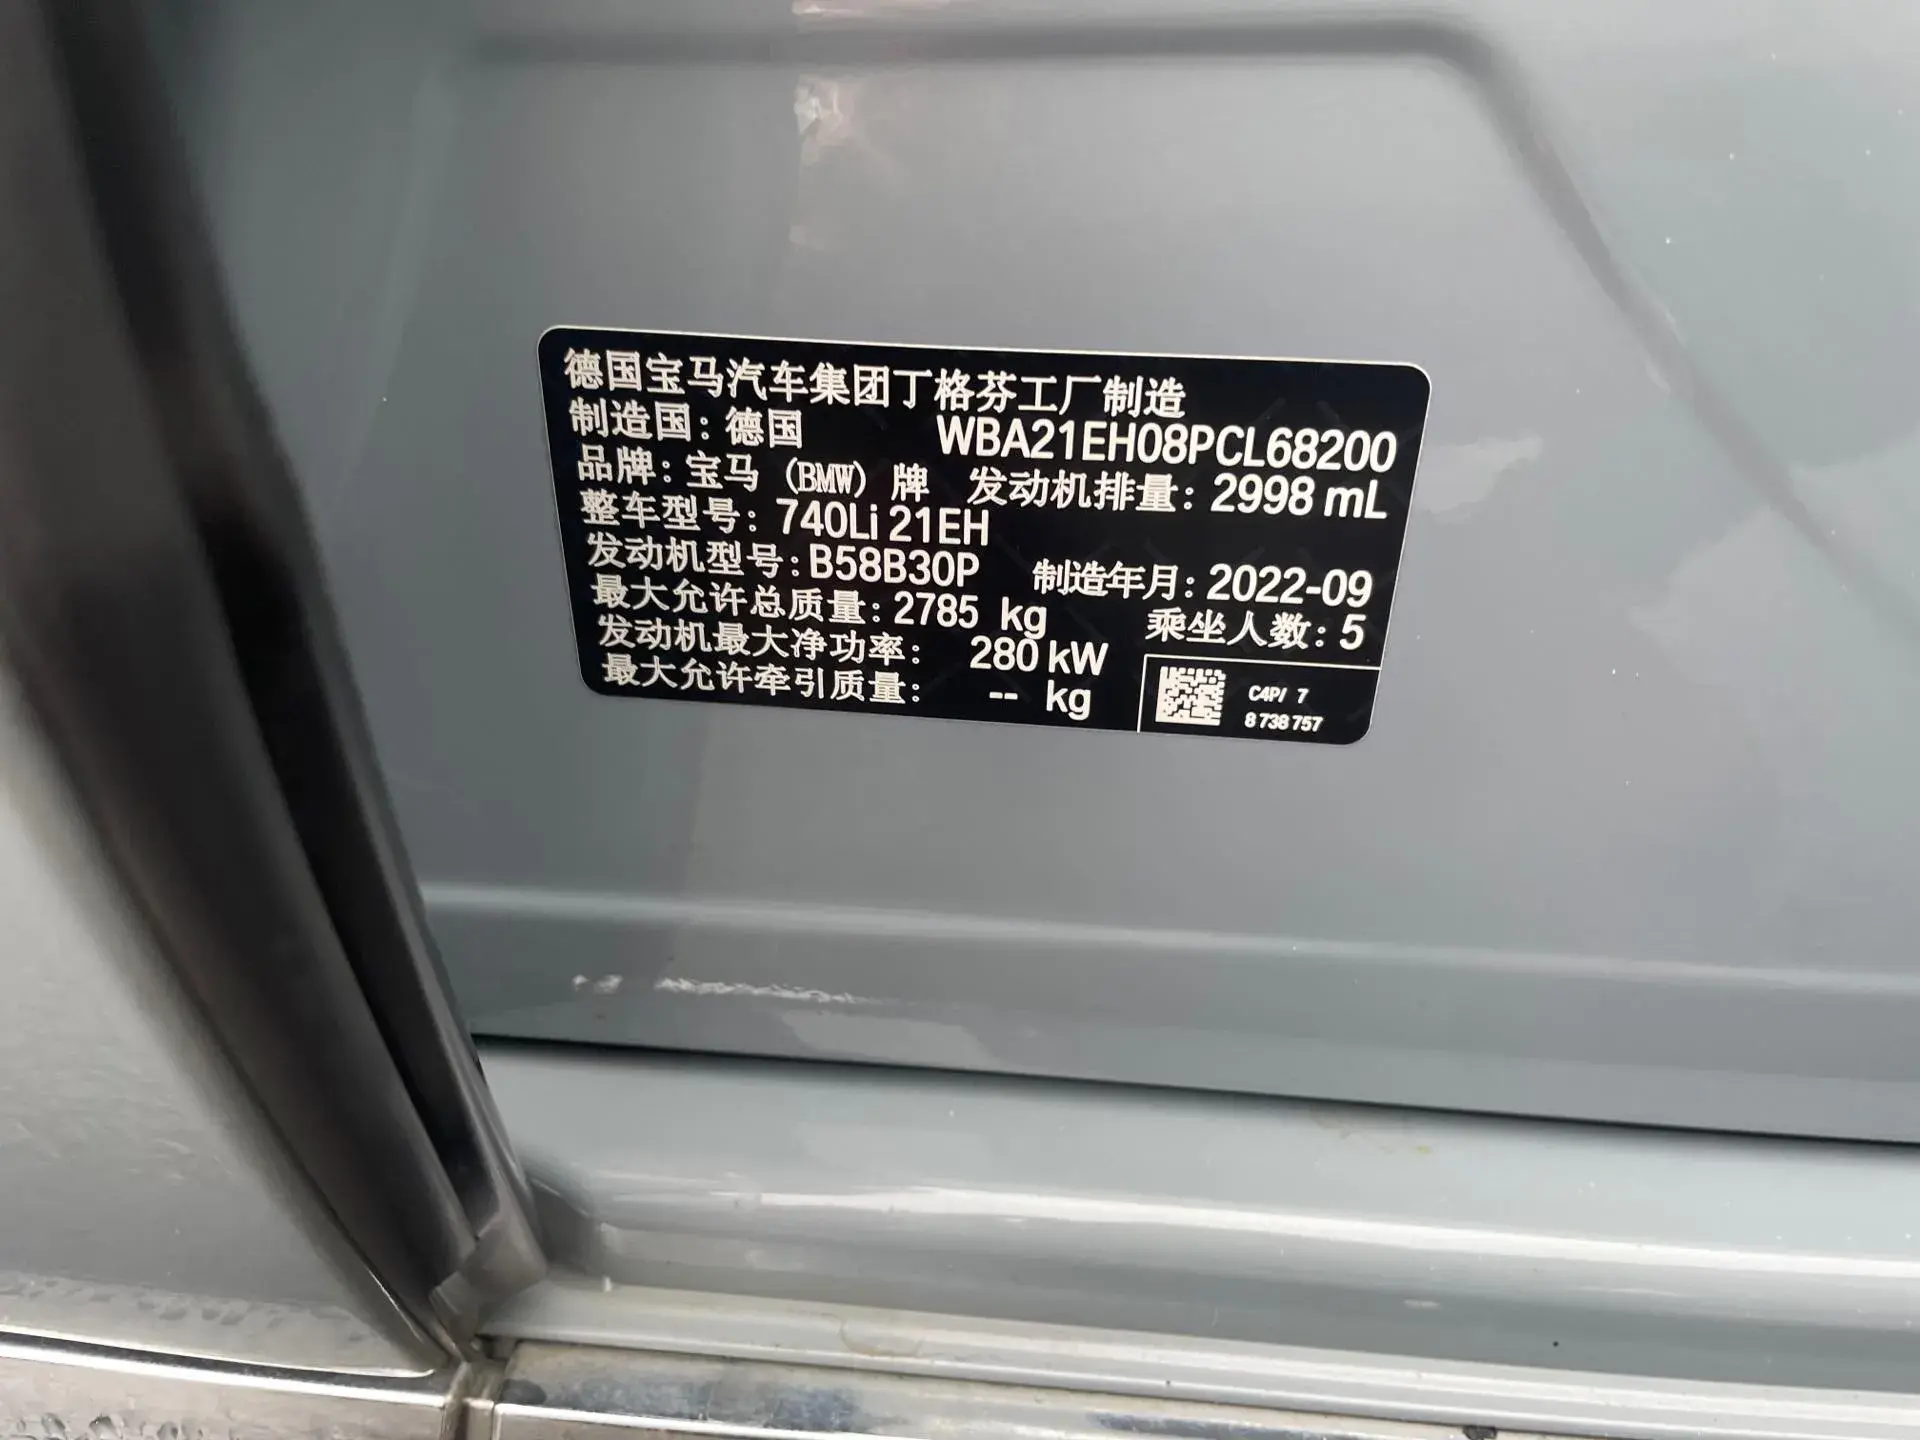 德国宝马汽车集团丁格芬工厂制造
制造国：德国 WBA21EH08PCL68200
品牌：宝马 (BMW) 牌 发动机排量：2998 mL
整车型号：740Li 21EH
发动机型号：B58B30P 制造年月：2022-09
最大允许总质量：2785 kg 乘坐人数：5
发动机最大净功率： 280 kW
最大允许牵引质量： -- kg
C4P/ 7
8 738 757